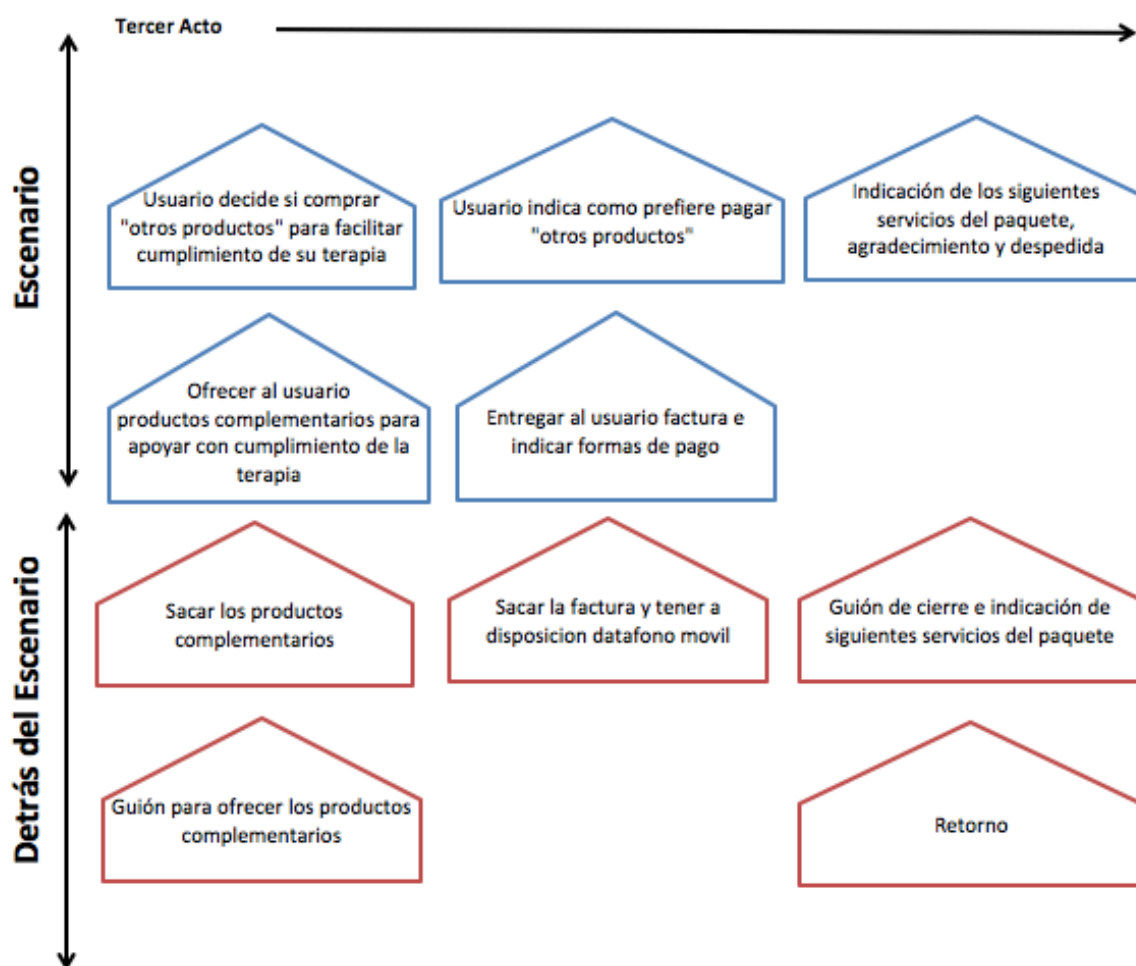 Tercer Acto
Escenario
Usuario decide si comprar
"otros productos" para facilitar
cumplimiento de su terapia
Usuario indica como prefiere pagar
"otros productos"
Indicación de los siguientes
servicios del paquete,
agradecimiento y despedida
Ofrecer al usuario
productos complementarios para
apoyar con cumplimiento de la
terapia
Entregar al usuario factura e
indicar formas de pago
Detrás del Escenario
Sacar los productos
complementarios
Sacar la factura y tener a
disposicion datafono movil
Guión de cierre e indicación de
siguientes servicios del paquete
Guión para ofrecer los productos
complementarios
Retorno